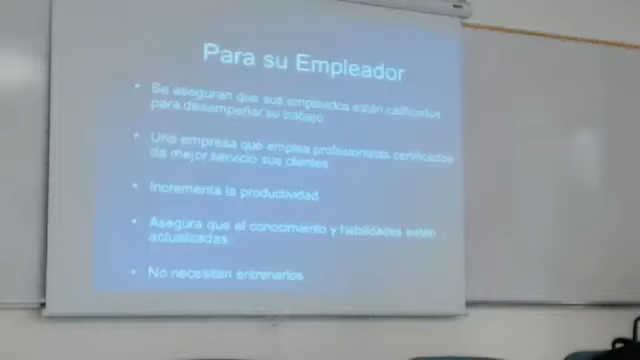 Para su Empleador
• Se aseguran que sus empleados están calificados
para desempeñar su trabajo
• Una empresa que emplea profesionistas certificados
da mejor servicio sus clientes
• Incrementa la productividad
• Asegura que el conocimiento y habilidades están
actualizadas
• No necesitan entrenarlos